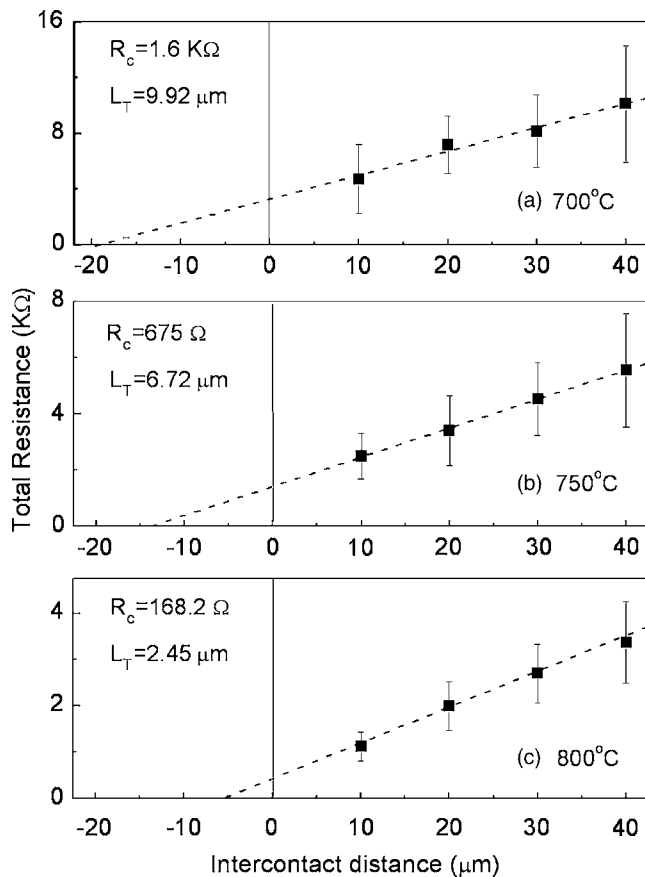 16
R_c=1.6 KΩ
L_T=9.92 μm
12
8
4
(a) 700°C
0
-20 -10 0 10 20 30 40
8
R_c=675 Ω
L_T=6.72 μm
4
(b) 750°C
0
-20 -10 0 10 20 30 40
Total Resistance (KΩ)
4
R_c=168.2 Ω
L_T=2.45 μm
2
(c) 800°C
0
-20 -10 0 10 20 30 40
Intercontact distance (μm)